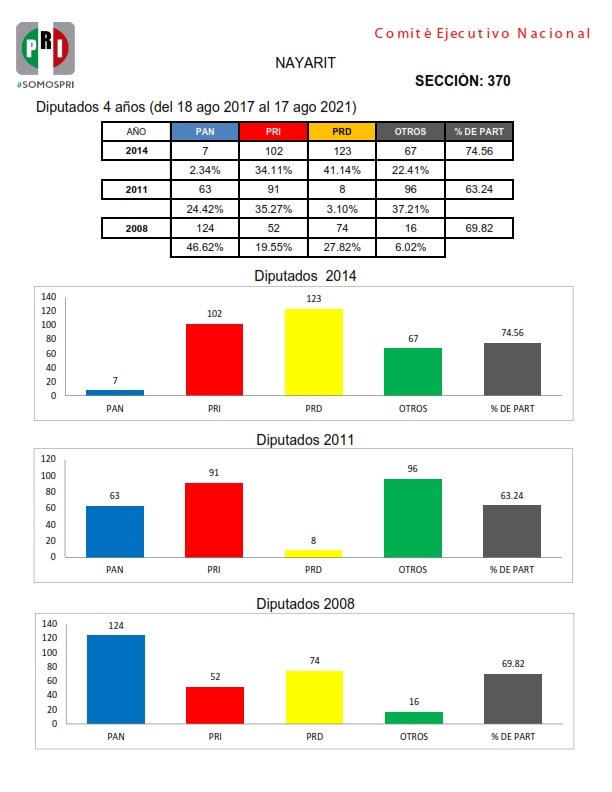 Comité Ejecutivo Nacional
PRI
#SOMOSPRI
NAYARIT
SECCIÓN: 370
Diputados 4 años (del 18 ago 2017 al 17 ago 2021)
AÑO PAN PRI PRD OTROS % DE PART
2014 7 102 123 67 74.56
2.34% 34.11% 41.14% 22.41%
2011 63 91 8 96 63.24
24.42% 35.27% 3.10% 37.21%
2008 124 52 74 16 69.82
46.62% 19.55% 27.82% 6.02%
Diputados 2014
140
120
100
80
60
40
20
0
7 102 123 67 74.56
PAN PRI PRD OTROS % DE PART
Diputados 2011
120
100
80
60
40
20
0
63 91 8 96 63.24
PAN PRI PRD OTROS % DE PART
Diputados 2008
140
120
100
80
60
40
20
0
124 52 74 16 69.82
PAN PRI PRD OTROS % DE PART